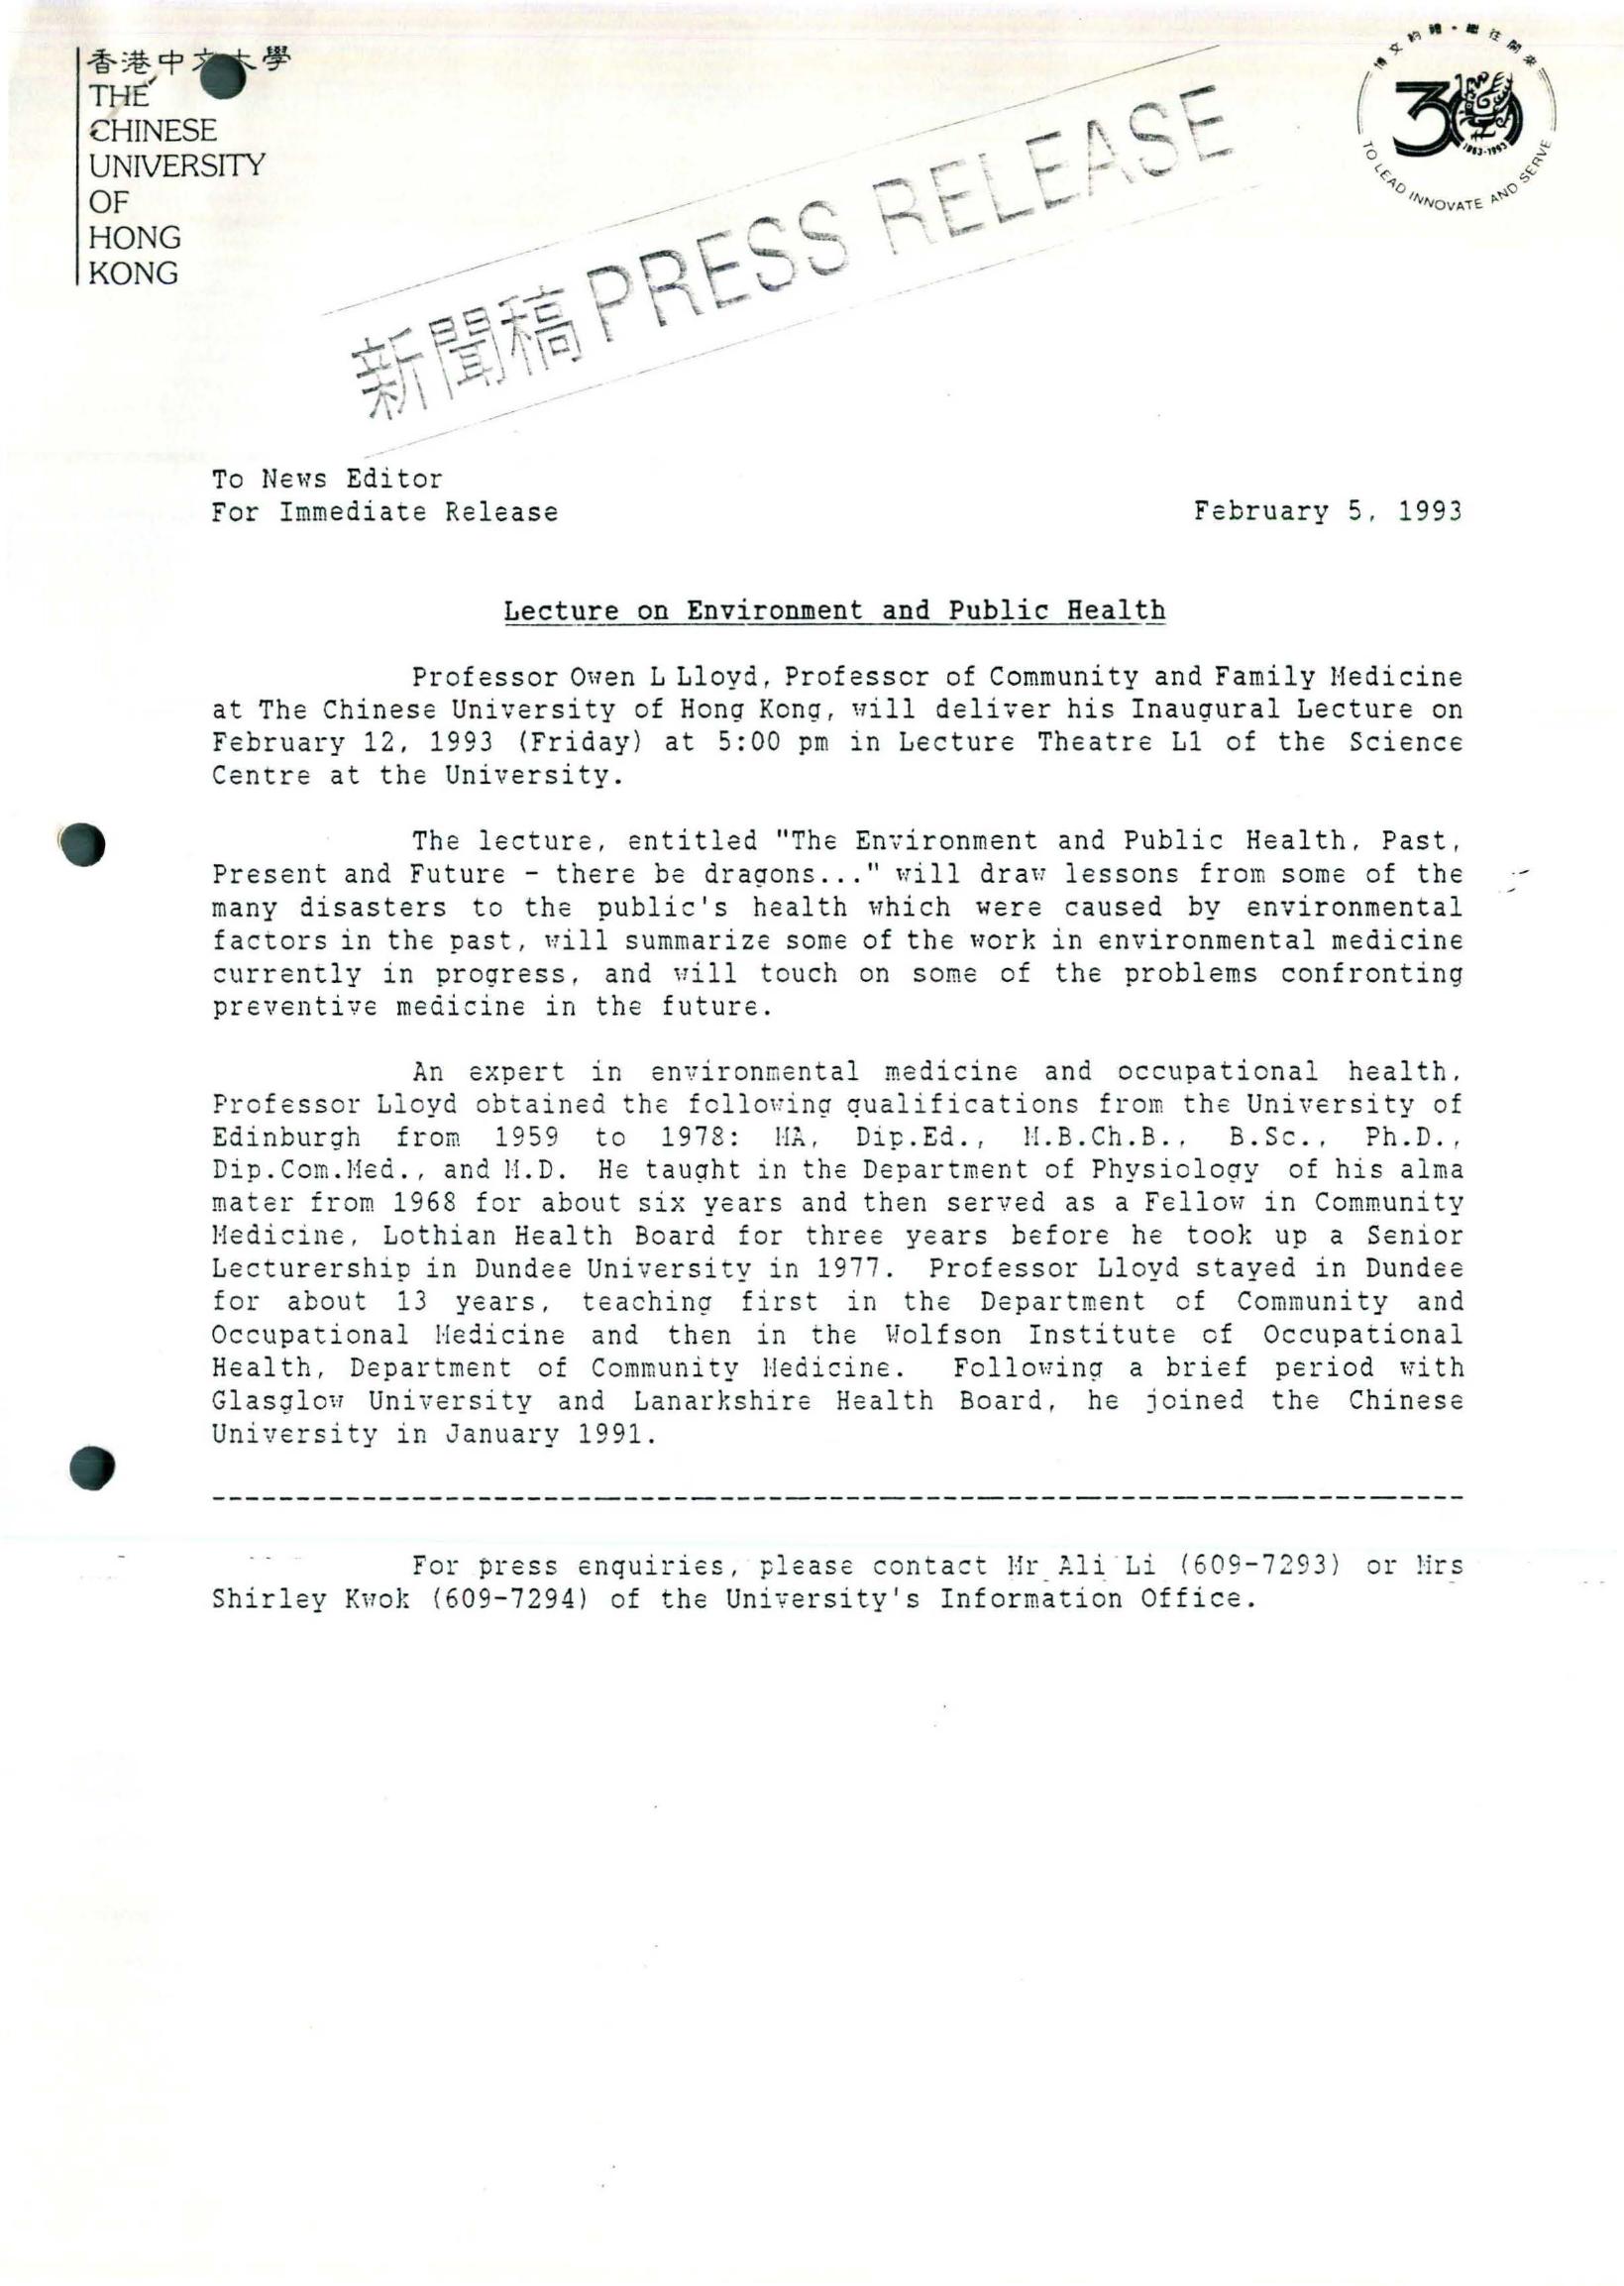 香港中文大學
THE
CHINESE
UNIVERSITY
OF
HONG
KONG
博文約禮・繼往開來
30
1963-1993
TO LEAD INNOVATE AND SERVE
新聞稿 PRESS RELEASE
To News Editor
For Immediate Release February 5, 1993
Lecture on Environment and Public Health
Professor Owen L Lloyd, Professor of Community and Family Medicine
at The Chinese University of Hong Kong, will deliver his Inaugural Lecture on
February 12, 1993 (Friday) at 5:00 pm in Lecture Theatre L1 of the Science
Centre at the University.
The lecture, entitled "The Environment and Public Health, Past,
Present and Future - there be dragons..." will draw lessons from some of the
many disasters to the public's health which were caused by environmental
factors in the past, will summarize some of the work in environmental medicine
currently in progress, and will touch on some of the problems confronting
preventive medicine in the future.
An expert in environmental medicine and occupational health,
Professor Lloyd obtained the following qualifications from the University of
Edinburgh from 1959 to 1978: MA, Dip.Ed., M.B.Ch.B., B.Sc., Ph.D.,
Dip.Com.Med., and M.D. He taught in the Department of Physiology of his alma
mater from 1968 for about six years and then served as a Fellow in Community
Medicine, Lothian Health Board for three years before he took up a Senior
Lecturership in Dundee University in 1977. Professor Lloyd stayed in Dundee
for about 13 years, teaching first in the Department of Community and
Occupational Medicine and then in the Wolfson Institute of Occupational
Health, Department of Community Medicine. Following a brief period with
Glasglow University and Lanarkshire Health Board, he joined the Chinese
University in January 1991.
For press enquiries, please contact Mr Ali Li (609-7293) or Mrs
Shirley Kwok (609-7294) of the University's Information Office.